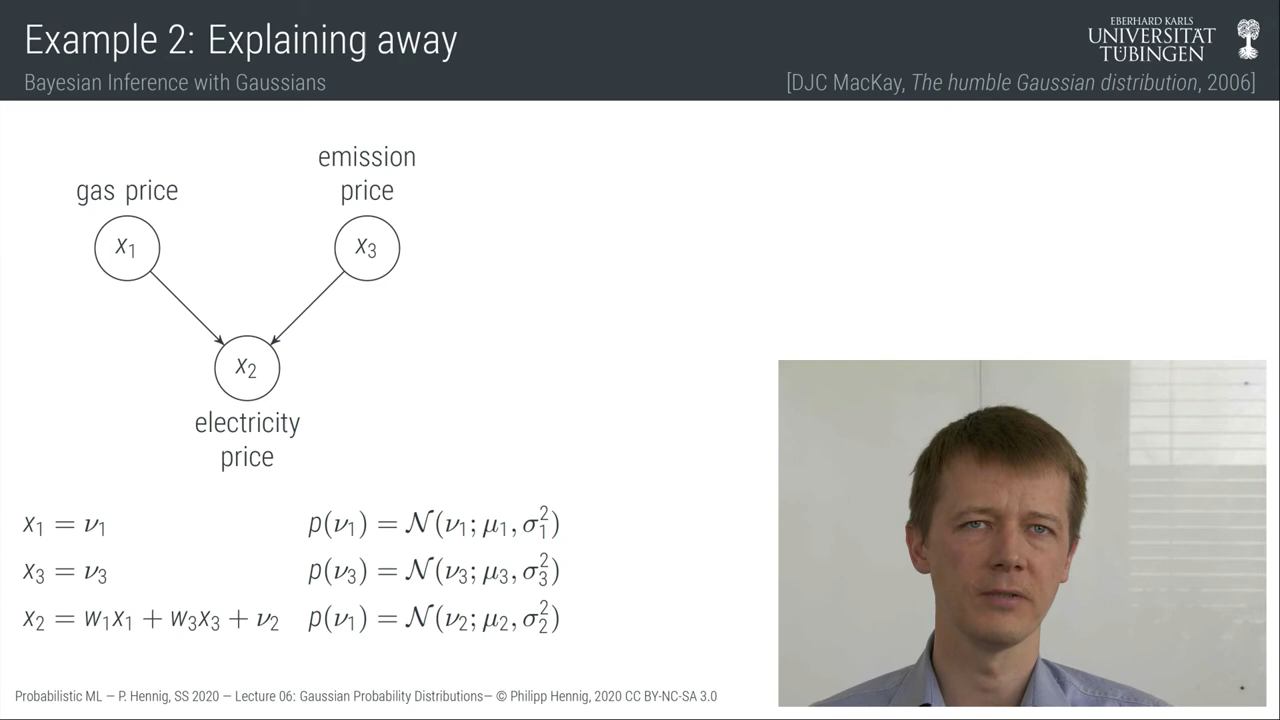 Example 2: Explaining away
Bayesian Inference with Gaussians
EBERHARD KARLS
UNIVERSITÄT
TÜBINGEN
[DJC MacKay, The humble Gaussian distribution, 2006]
gas price
emission
price
x₁
x₃
x₂
electricity
price
x₁ = ν₁ p(ν₁) = 𝒩(ν₁; μ₁, σ₁²)
x₃ = ν₃ p(ν₃) = 𝒩(ν₃; μ₃, σ₃²)
x₂ = w₁x₁ + w₃x₃ + ν₂ p(ν₁) = 𝒩(ν₂; μ₂, σ₂²)
Probabilistic ML — P. Hennig, SS 2020 — Lecture 06: Gaussian Probability Distributions— © Philipp Hennig, 2020 CC BY-NC-SA 3.0